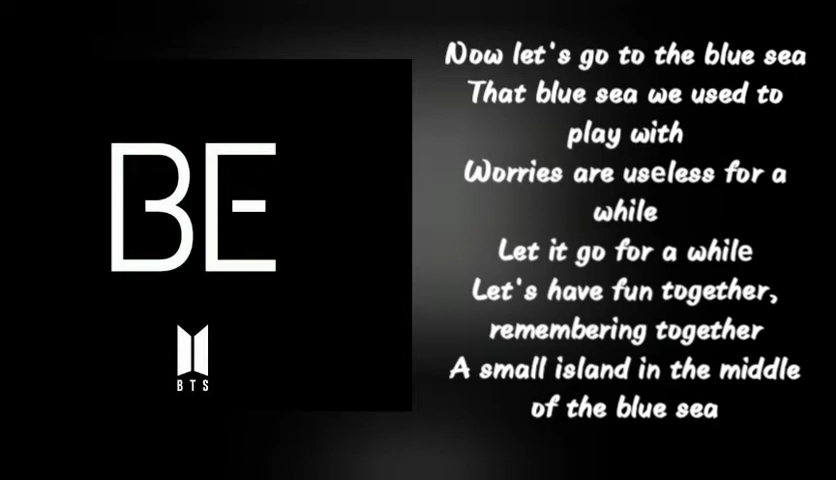 BE
BTS
Now let's go to the blue sea
That blue sea we used to
play with
Worries are useless for a
while
Let it go for a while
Let's have fun together,
remembering together
A small island in the middle
of the blue sea